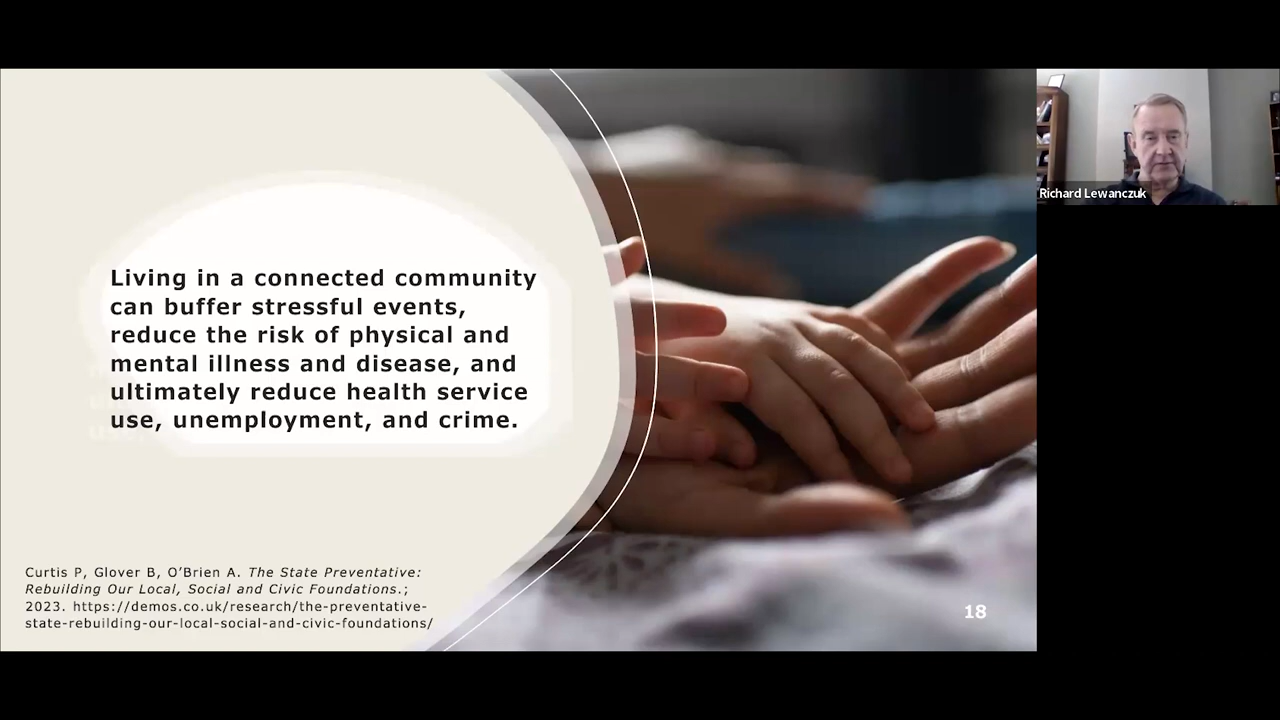 Living in a connected community
can buffer stressful events,
reduce the risk of physical and
mental illness and disease, and
ultimately reduce health service
use, unemployment, and crime.
Curtis P, Glover B, O'Brien A. The State Preventative:
Rebuilding Our Local, Social and Civic Foundations.;
2023. https://demos.co.uk/research/the-preventative-
state-rebuilding-our-local-social-and-civic-foundations/
18
Richard Lewanczuk